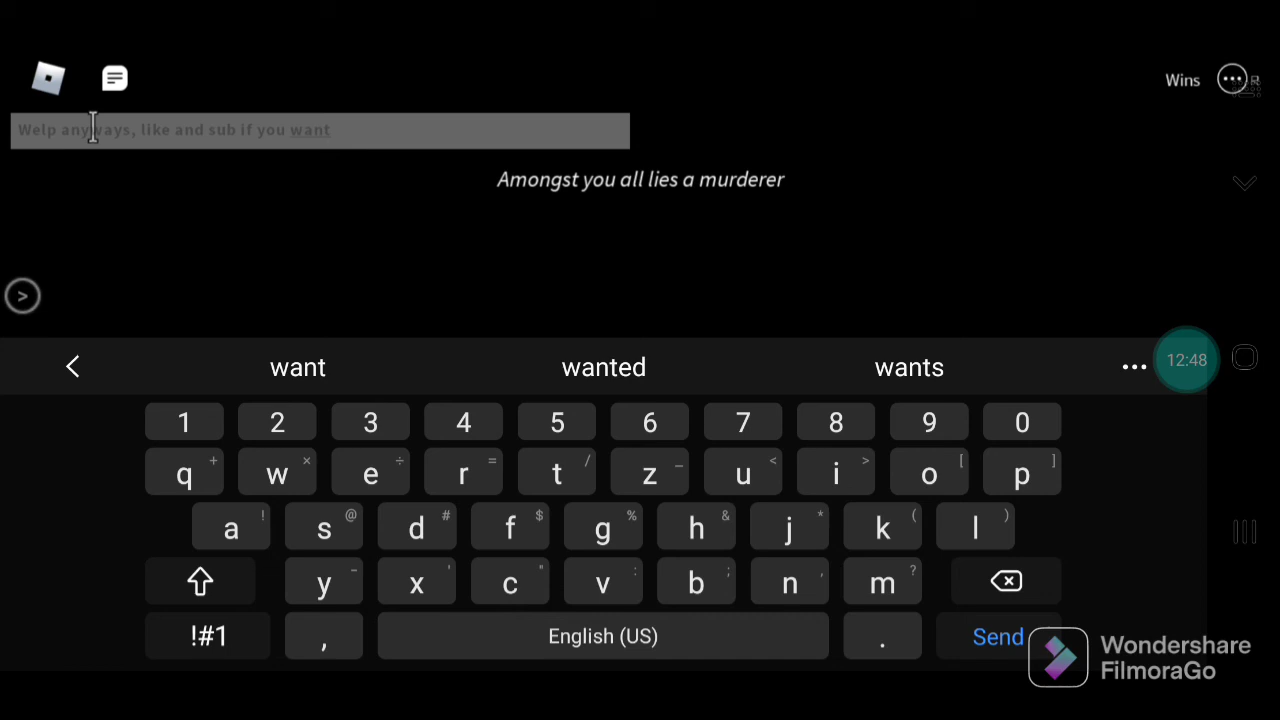 Wins
R
Welp anyways, like and sub if you want
Amongst you all lies a murderer
>
want wanted wants
12:48
1 2 3 4 5 6 7 8 9 0
q + w × e ÷ r = t / z _ u < i > o [ p ]
a ! s @ d # f $ g % h & j * k ( l )
y - x ' c " v : b ; n , m ?
!#1 , English (US) . Send
Wondershare
FilmoraGo